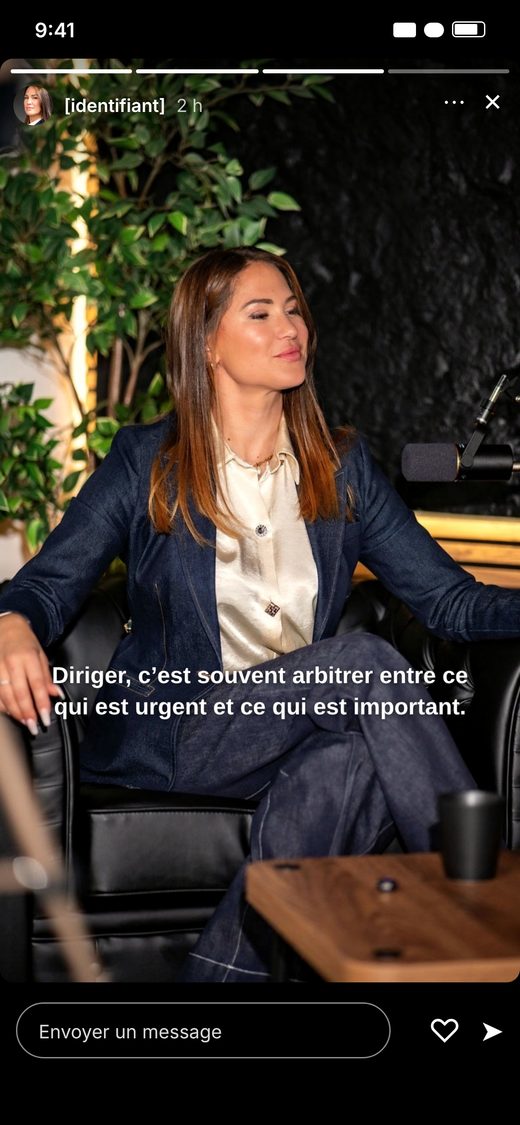 9:41
[identifiant] 2 h
Diriger, c’est souvent arbitrer entre ce
qui est urgent et ce qui est important.
Envoyer un message